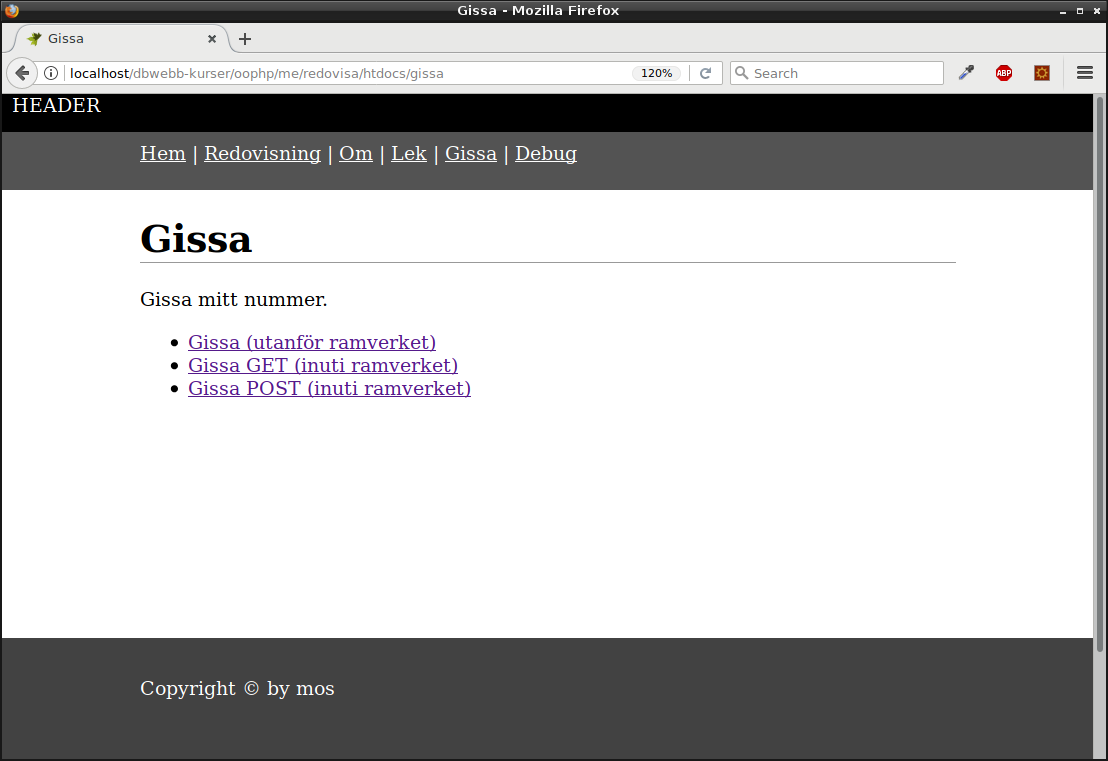 Gissa - Mozilla Firefox
Gissa
localhost/dbwebb-kurser/oophp/me/redovisa/htdocs/gissa 120% Search ABP
HEADER
Hem | Redovisning | Om | Lek | Gissa | Debug
Gissa
Gissa mitt nummer.
Gissa (utanför ramverket)
Gissa GET (inuti ramverket)
Gissa POST (inuti ramverket)
Copyright © by mos